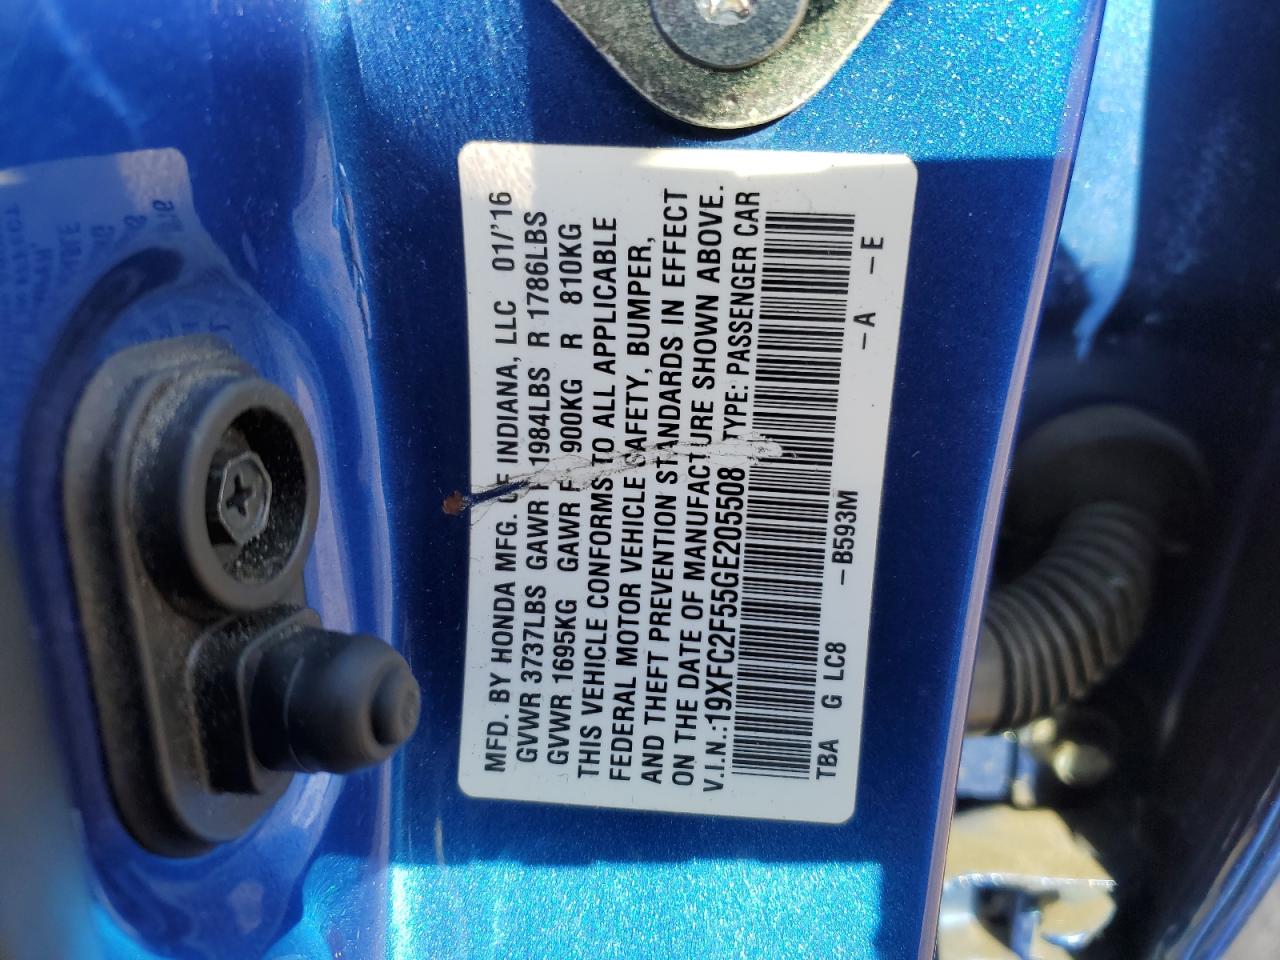 MFD. BY HONDA MFG. OF INDIANA, LLC 01/'16
GVWR 3737LBS GAWR F 1984LBS R 1786LBS
GVWR 1695KG GAWR F 900KG R 810KG
THIS VEHICLE CONFORMS TO ALL APPLICABLE
FEDERAL MOTOR VEHICLE SAFETY, BUMPER,
AND THEFT PREVENTION STANDARDS IN EFFECT
ON THE DATE OF MANUFACTURE SHOWN ABOVE.
V.I.N.:19XFC2F55GE205508 TYPE: PASSENGER CAR
TBA G LC8 -B593M -A -E